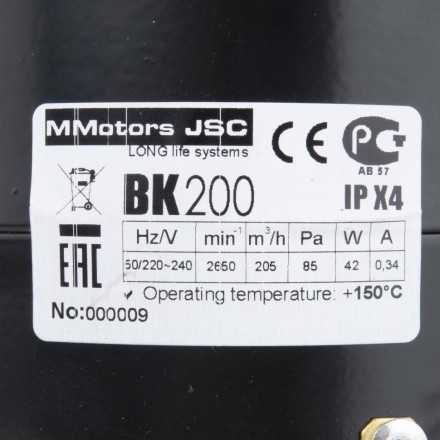 MMotors JSC
LONG life systems
CE
PCT
AB 57
BK200
IP X4
Hz/V min⁻¹ m³/h Pa W A
50/220~240 2650 205 85 42 0,34
EAC
✓ Operating temperature: +150°C
No:000009